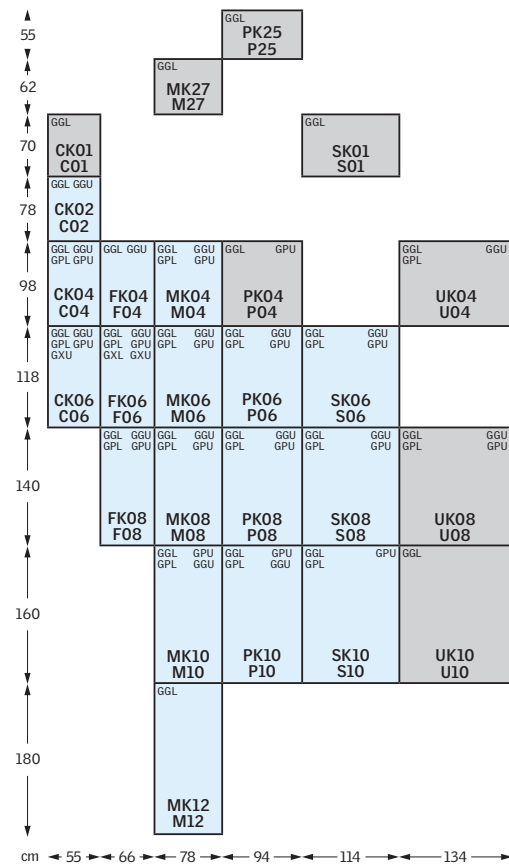 55
GGL
PK25
P25
62
GGL
MK27
M27
70
GGL
CK01
C01
GGL
SK01
S01
78
GGL GGU
CK02
C02
98
GGL GGU
GPL GPU
CK04
C04
GGL GGU
FK04
F04
GGL GGU
GPL GPU
MK04
M04
GGL GPU
PK04
P04
GGL GGU
GPL
UK04
U04
118
GGL GGU
GPL GPU
GXU
CK06
C06
GGL GGU
GPL GPU
GXL GXU
FK06
F06
GGL GGU
GPL GPU
MK06
M06
GGL GGU
GPL GPU
PK06
P06
GGL GGU
GPL GPU
SK06
S06
140
GGL GGU
GPL GPU
FK08
F08
GGL GGU
GPL GPU
MK08
M08
GGL GGU
GPL GPU
PK08
P08
GGL GGU
GPL GPU
SK08
S08
GGL GGU
GPL GPU
UK08
U08
160
GGL GPU
GPL GGU
MK10
M10
GGL GPU
GPL GGU
PK10
P10
GGL GPU
GPL
SK10
S10
GGL
UK10
U10
180
GGL
MK12
M12
cm 55 66 78 94 114 134